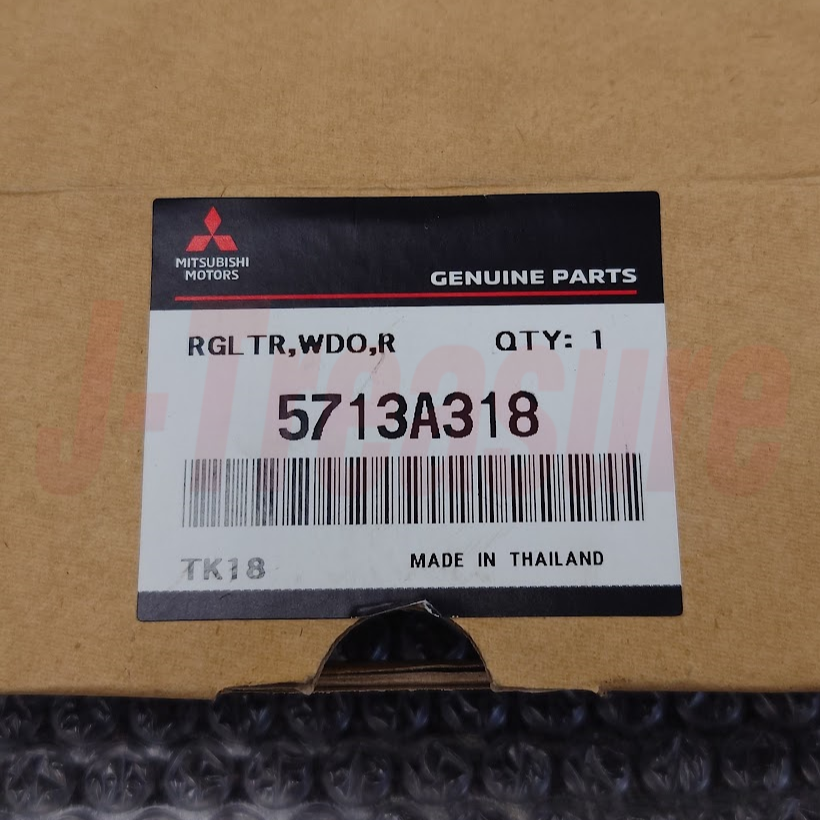 MITSUBISHI
MOTORS
GENUINE PARTS
RGLTR,WDO,R QTY: 1
5713A318
TK18 MADE IN THAILAND
J-Treasure